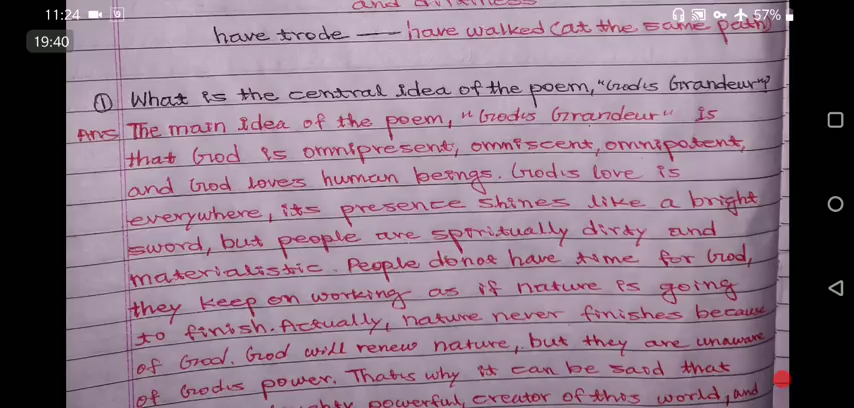 11:24
57%
19:40
and
have trode — have walked (at the same path)
① What is the central idea of the poem, "God's Grandeur"?
Ans The main idea of the poem, "God's Grandeur" is
that God is omnipresent, omniscent, omnipotent,
and God loves human beings. God's love is
everywhere, its presence shines like a bright
sword, but people are spiritually dirty and
materialistic. People donot have time for God,
they keep on working as if nature is going
to finish. Actually, nature never finishes because
of God. God will renew nature, but they are unaware
of God's power. That's why it can be said that
powerful, creator of this world, and